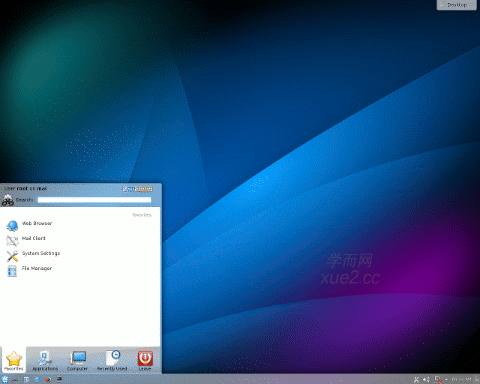 Desktop
User root on mail
Search:
Favorites
Web Browser
Mail Client
System Settings
File Manager
学而网
xue2.cc
Favorites Applications Computer Recently Used Leave